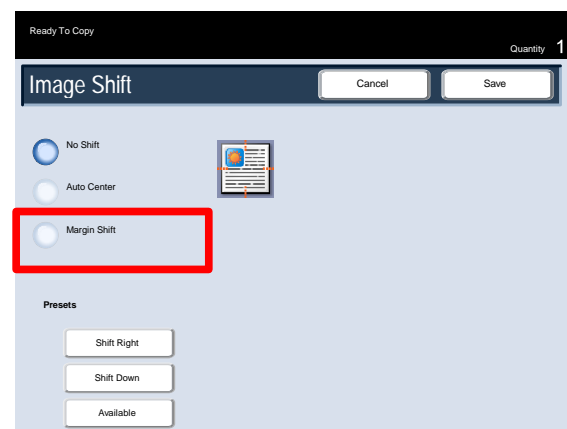 Ready To Copy
Quantity 1
Image Shift
Cancel
Save
No Shift
Auto Center
Margin Shift
Presets
Shift Right
Shift Down
Available